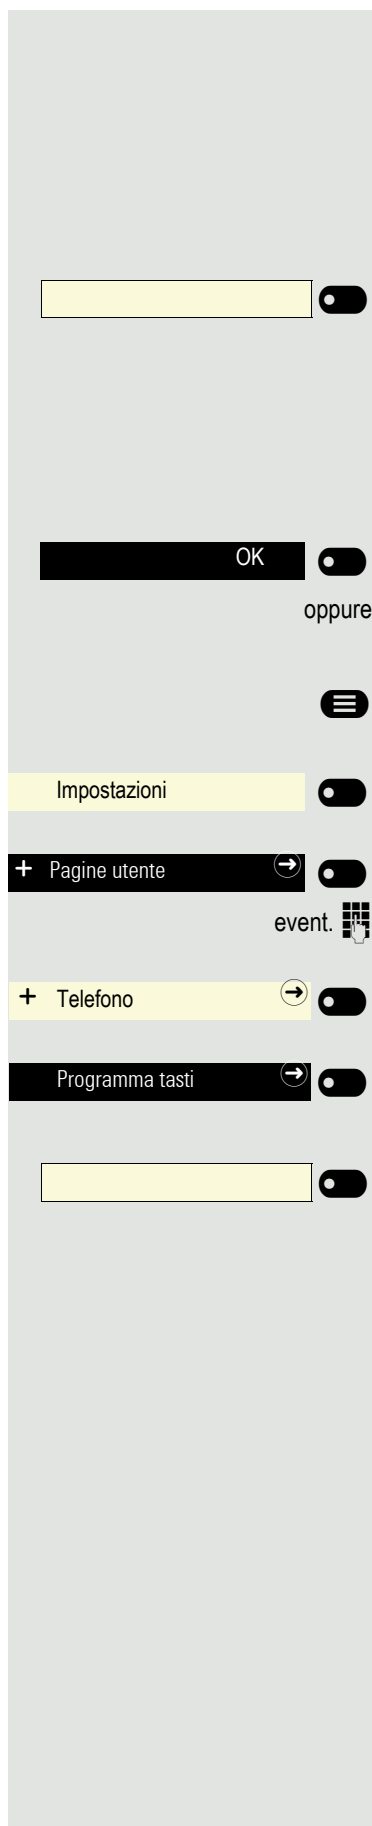 OK
oppure
Impostazioni
+ Pagine utente
event.
+ Telefono
Programma tasti